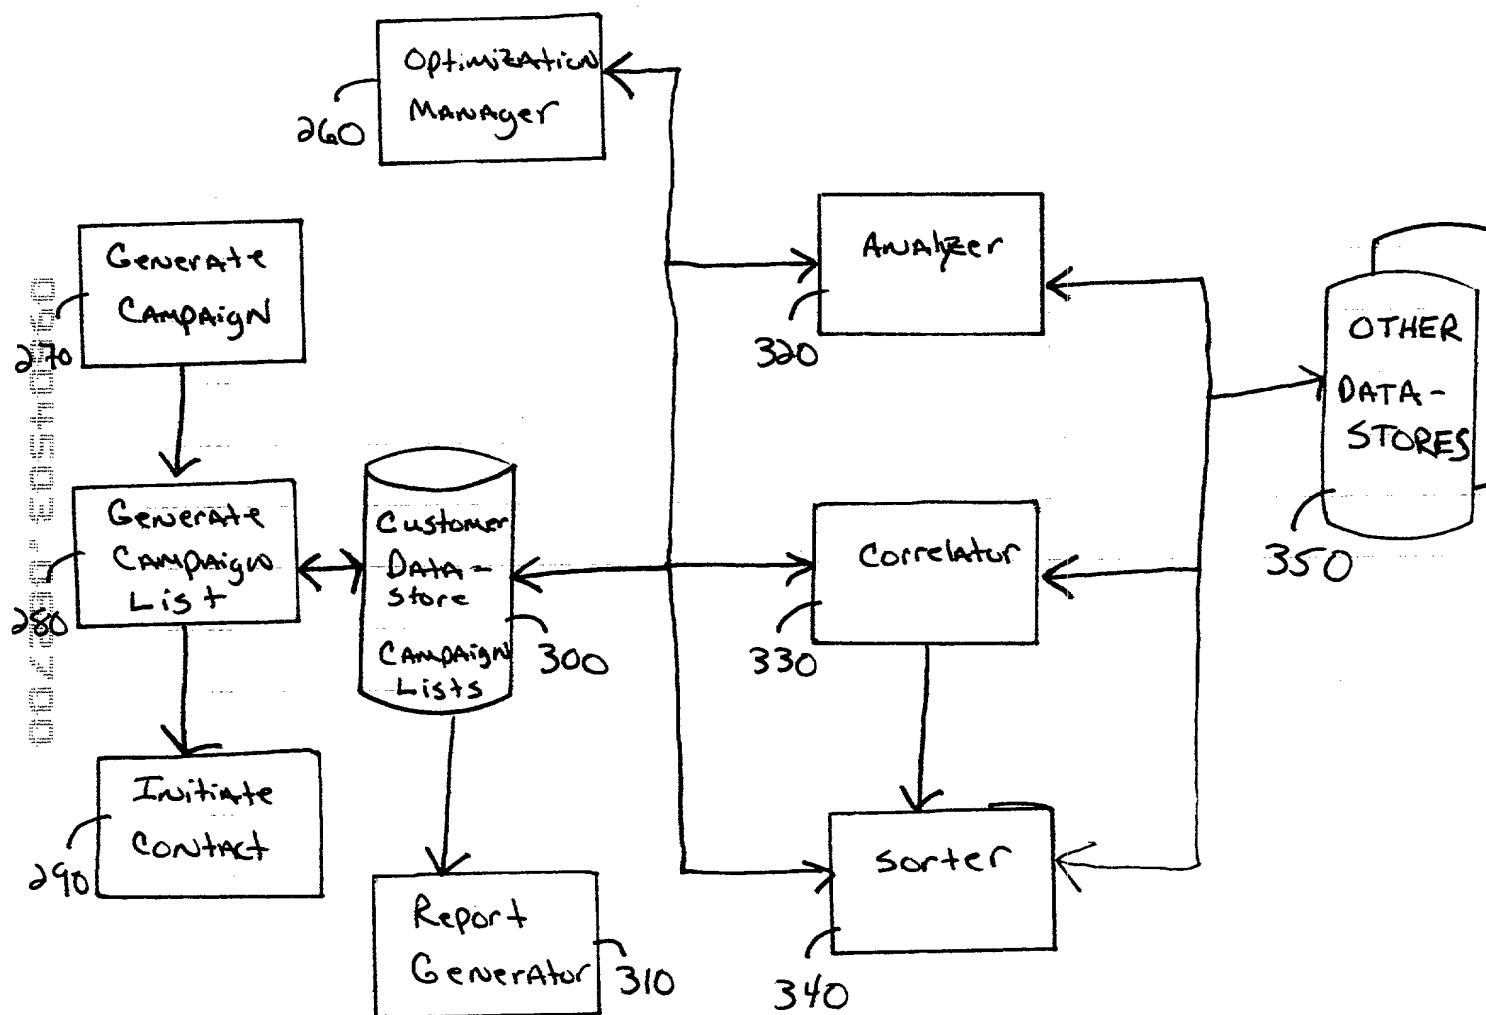 Optimization
Manager
260
Generate
Campaign
270
Analyzer
320
OTHER
DATA-
STORES
350
Generate
Campaign
List
280
Customer
Data-
store
Campaign
Lists
300
Correlator
330
Initiate
Contact
290
Report
Generator
310
Sorter
340